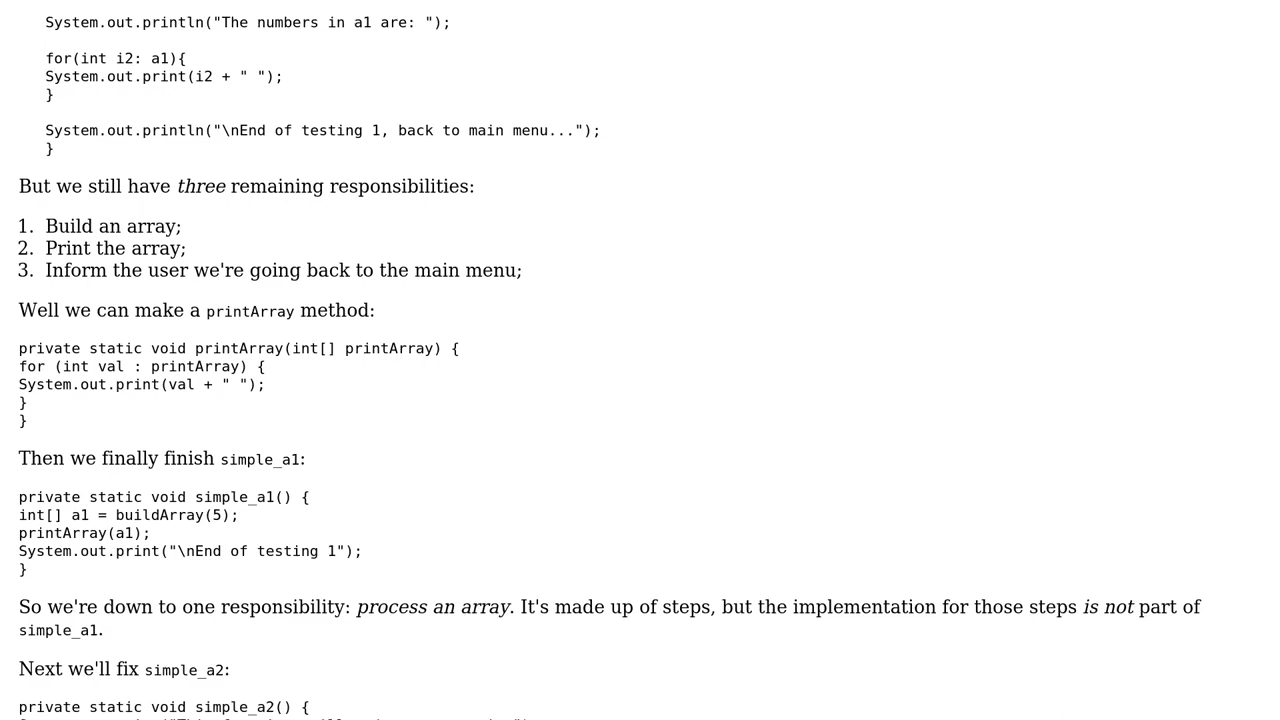 System.out.println("The numbers in a1 are: ");
for(int i2: a1){
System.out.print(i2 + " ");
}
System.out.println("\nEnd of testing 1, back to main menu...");
}
But we still have three remaining responsibilities:
1. Build an array;
2. Print the array;
3. Inform the user we're going back to the main menu;
Well we can make a printArray method:
private static void printArray(int[] printArray) {
for (int val : printArray) {
System.out.print(val + " ");
}
}
Then we finally finish simple_a1:
private static void simple_a1() {
int[] a1 = buildArray(5);
printArray(a1);
System.out.print("\nEnd of testing 1");
}
So we're down to one responsibility: process an array. It's made up of steps, but the implementation for those steps is not part of
simple_a1.
Next we'll fix simple_a2:
private static void simple_a2() {